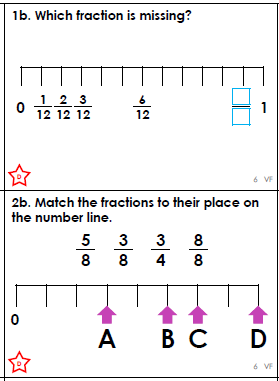 1b. Which fraction is missing?
0 1/12 2/12 3/12 6/12 1
D
6 VF
2b. Match the fractions to their place on
the number line.
5/8 3/8 3/4 8/8
0
A B C D
D
6 VF